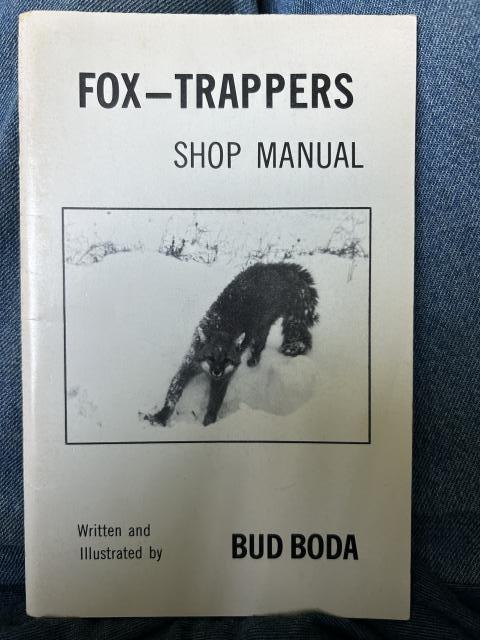 FOX—TRAPPERS
SHOP MANUAL
Written and
Illustrated by
BUD BODA